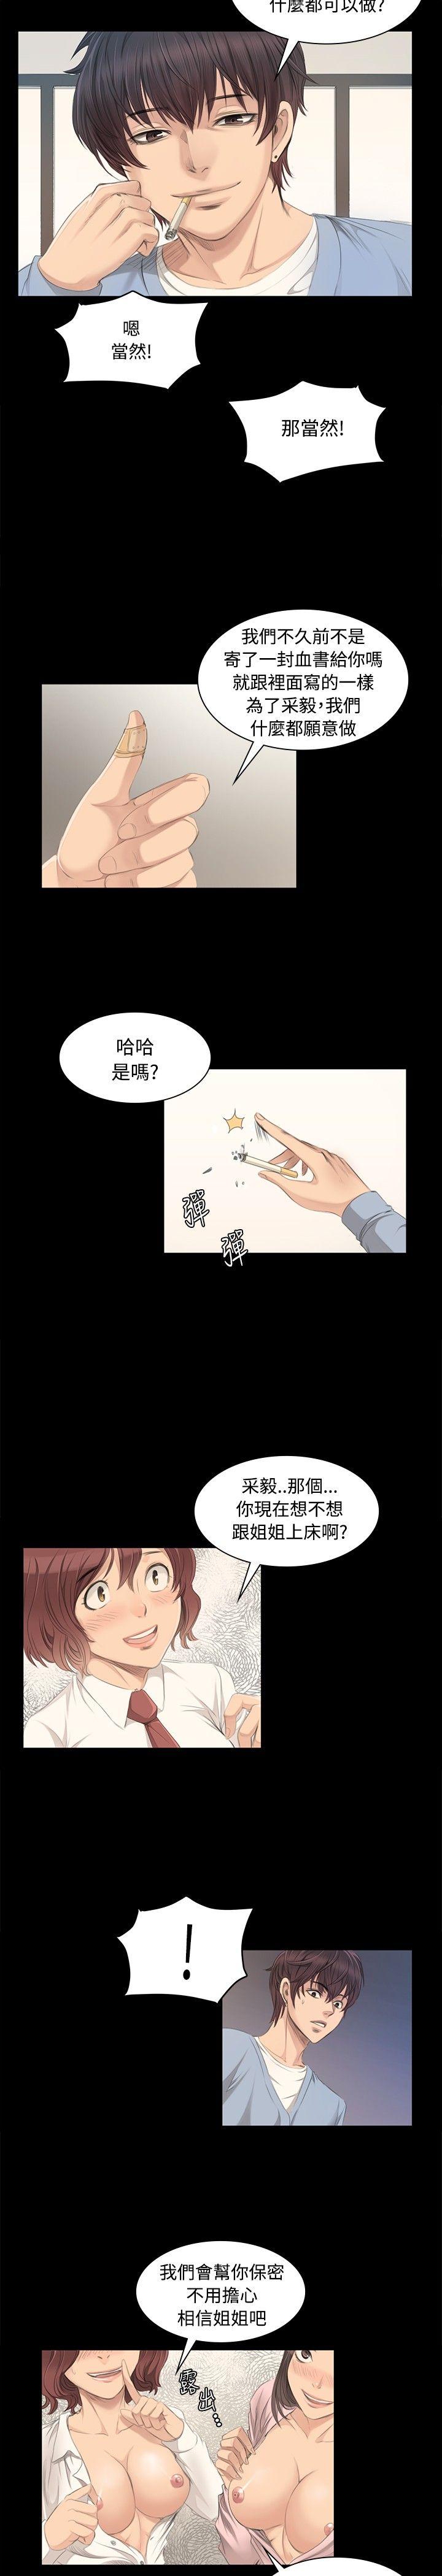 什麼都可以做?
嗯
當然!
那當然!
我們不久前不是
寄了一封血書給你嗎
就跟裡面寫的一樣
為了采毅,我們
什麼都願意做
哈哈
是嗎?
彈
彈
采毅..那個...
你現在想不想
跟姐姐上床啊?
!
我們會幫你保密
不用擔心
相信姐姐吧
露出...